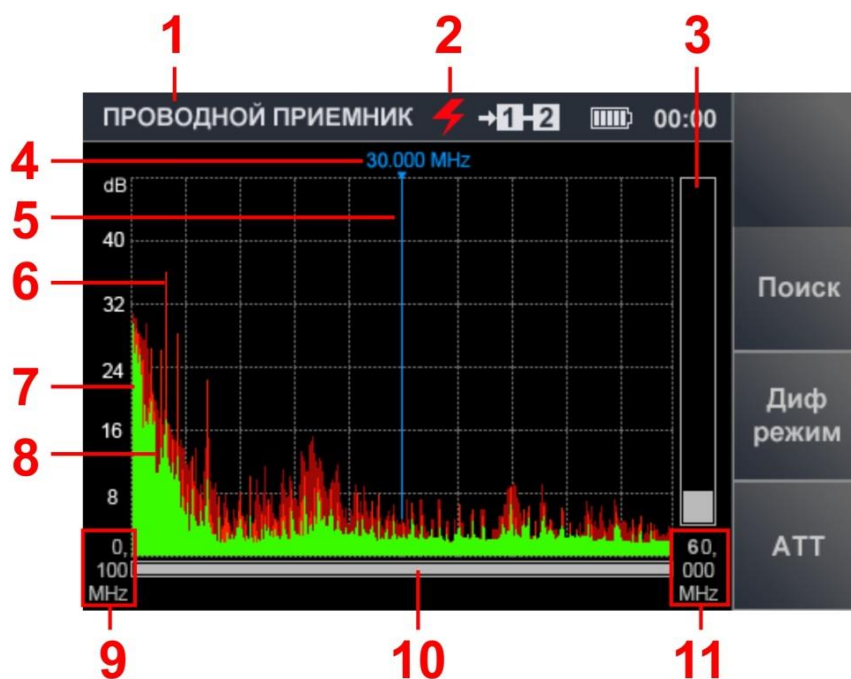 1 2 3
ПРОВОДНОЙ ПРИЕМНИК →1-2 00:00
4 30.000 MHz
dB
5
40
6
Поиск
32
24
7
Диф
режим
16
8
8
АТТ
0,
100
MHz
60,
000
MHz
9 10 11